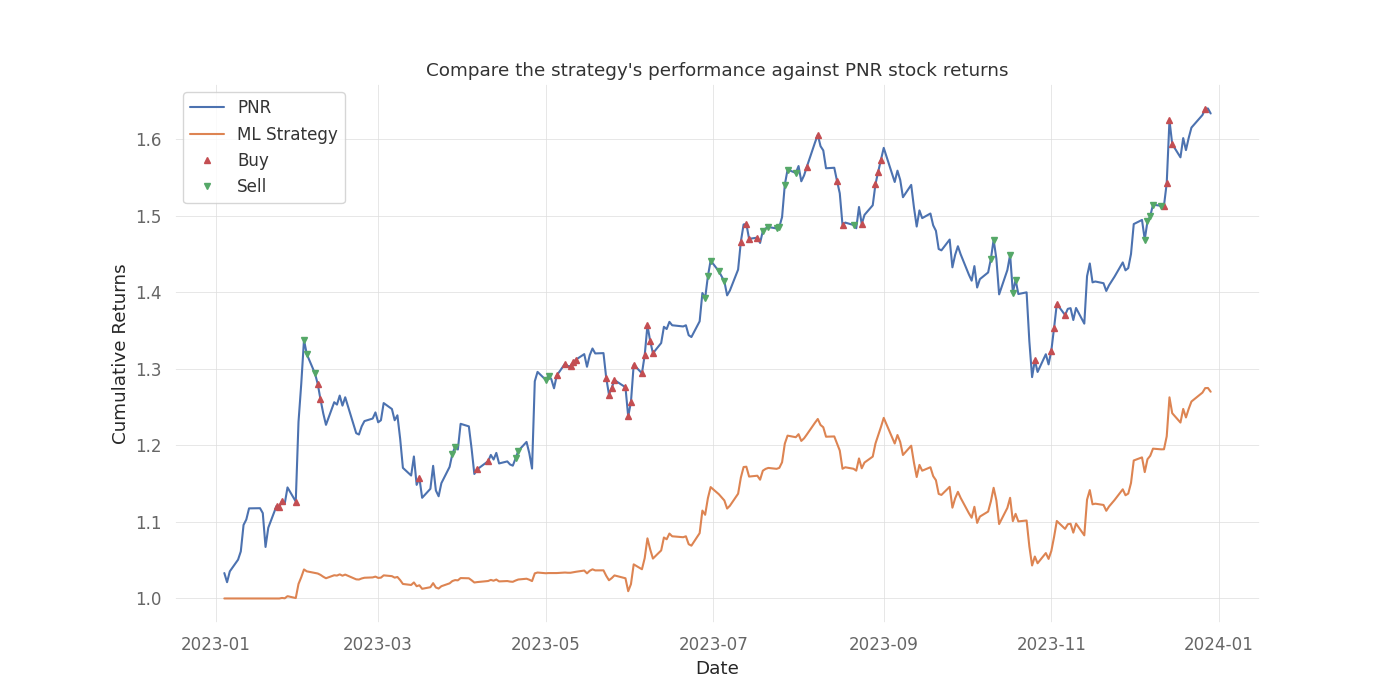 Compare the strategy's performance against PNR stock returns
PNR
ML Strategy
Buy
Sell
Cumulative Returns
1.6
1.5
1.4
1.3
1.2
1.1
1.0
2023-01
2023-03
2023-05
2023-07
2023-09
2023-11
2024-01
Date